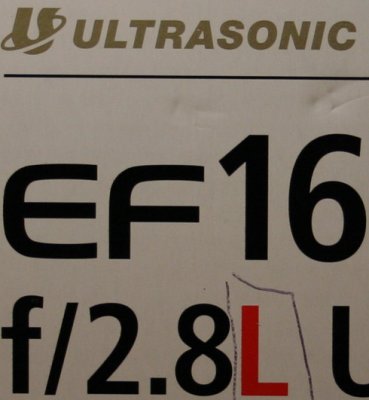 ULTRASONIC
EF16
f/2.8L U